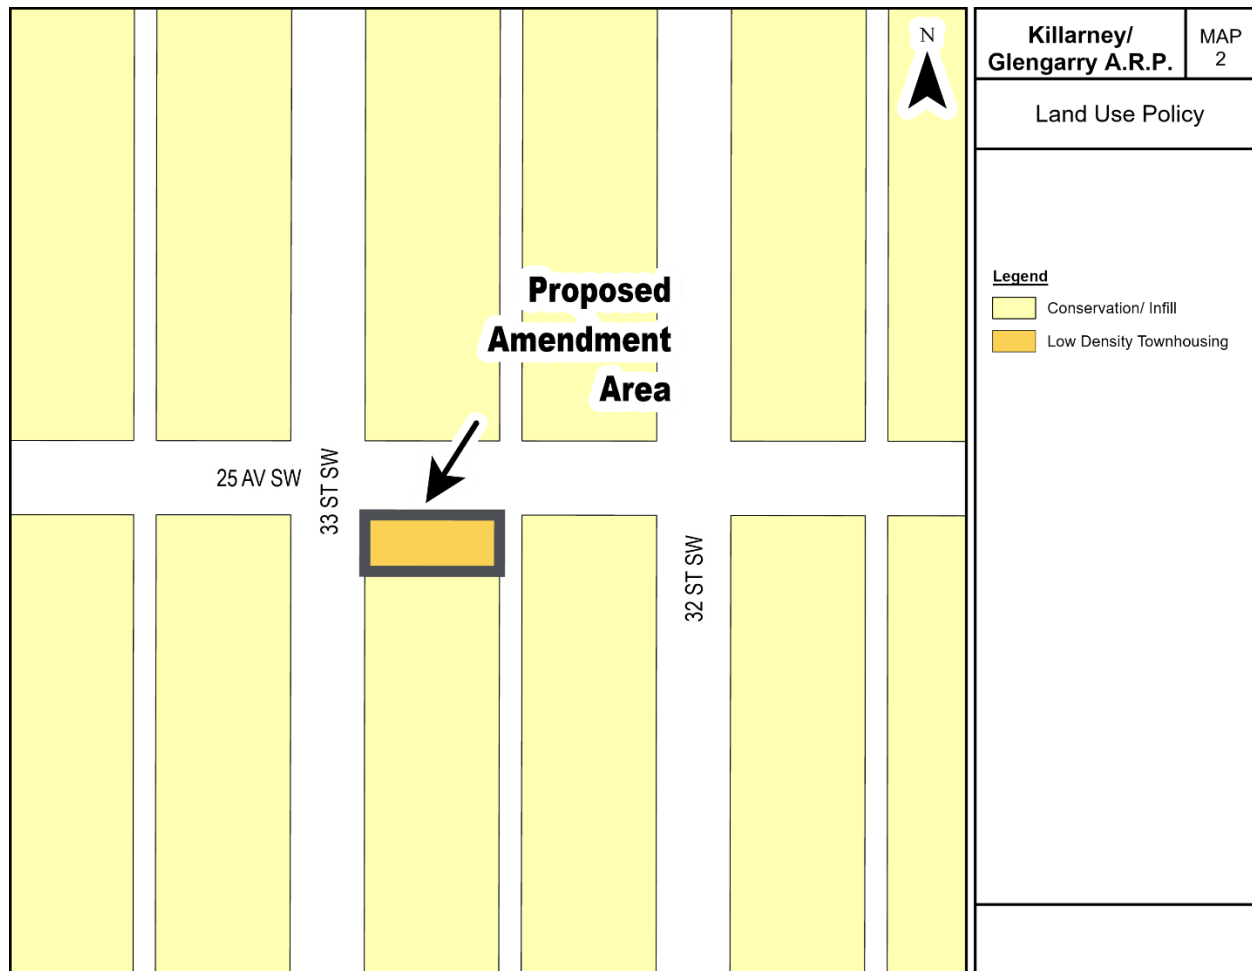 N
Proposed
Amendment
Area
25 AV SW
33 ST SW
32 ST SW
Killarney/
Glengarry A.R.P.
MAP
2
Land Use Policy
Legend
Conservation/ Infill
Low Density Townhousing